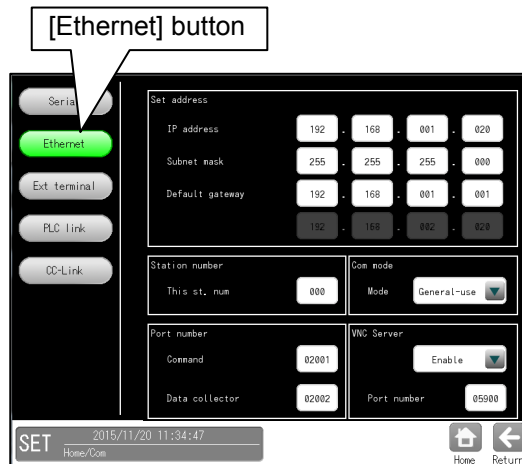 [Ethernet] button
Serial
Ethernet
Ext terminal
PLC link
CC-Link
Set address
IP address 192 . 168 . 001 . 020
Subnet mask 255 . 255 . 255 . 000
Default gateway 192 . 168 . 001 . 001
192 . 168 . 002 . 020
Station number
This st. num 000
Com mode
Mode General-use
Port number
Command 02001
Data collector 02002
VNC Server
Enable
Port number 05900
SET 2015/11/20 11:34:47
Home/Com
Home Return